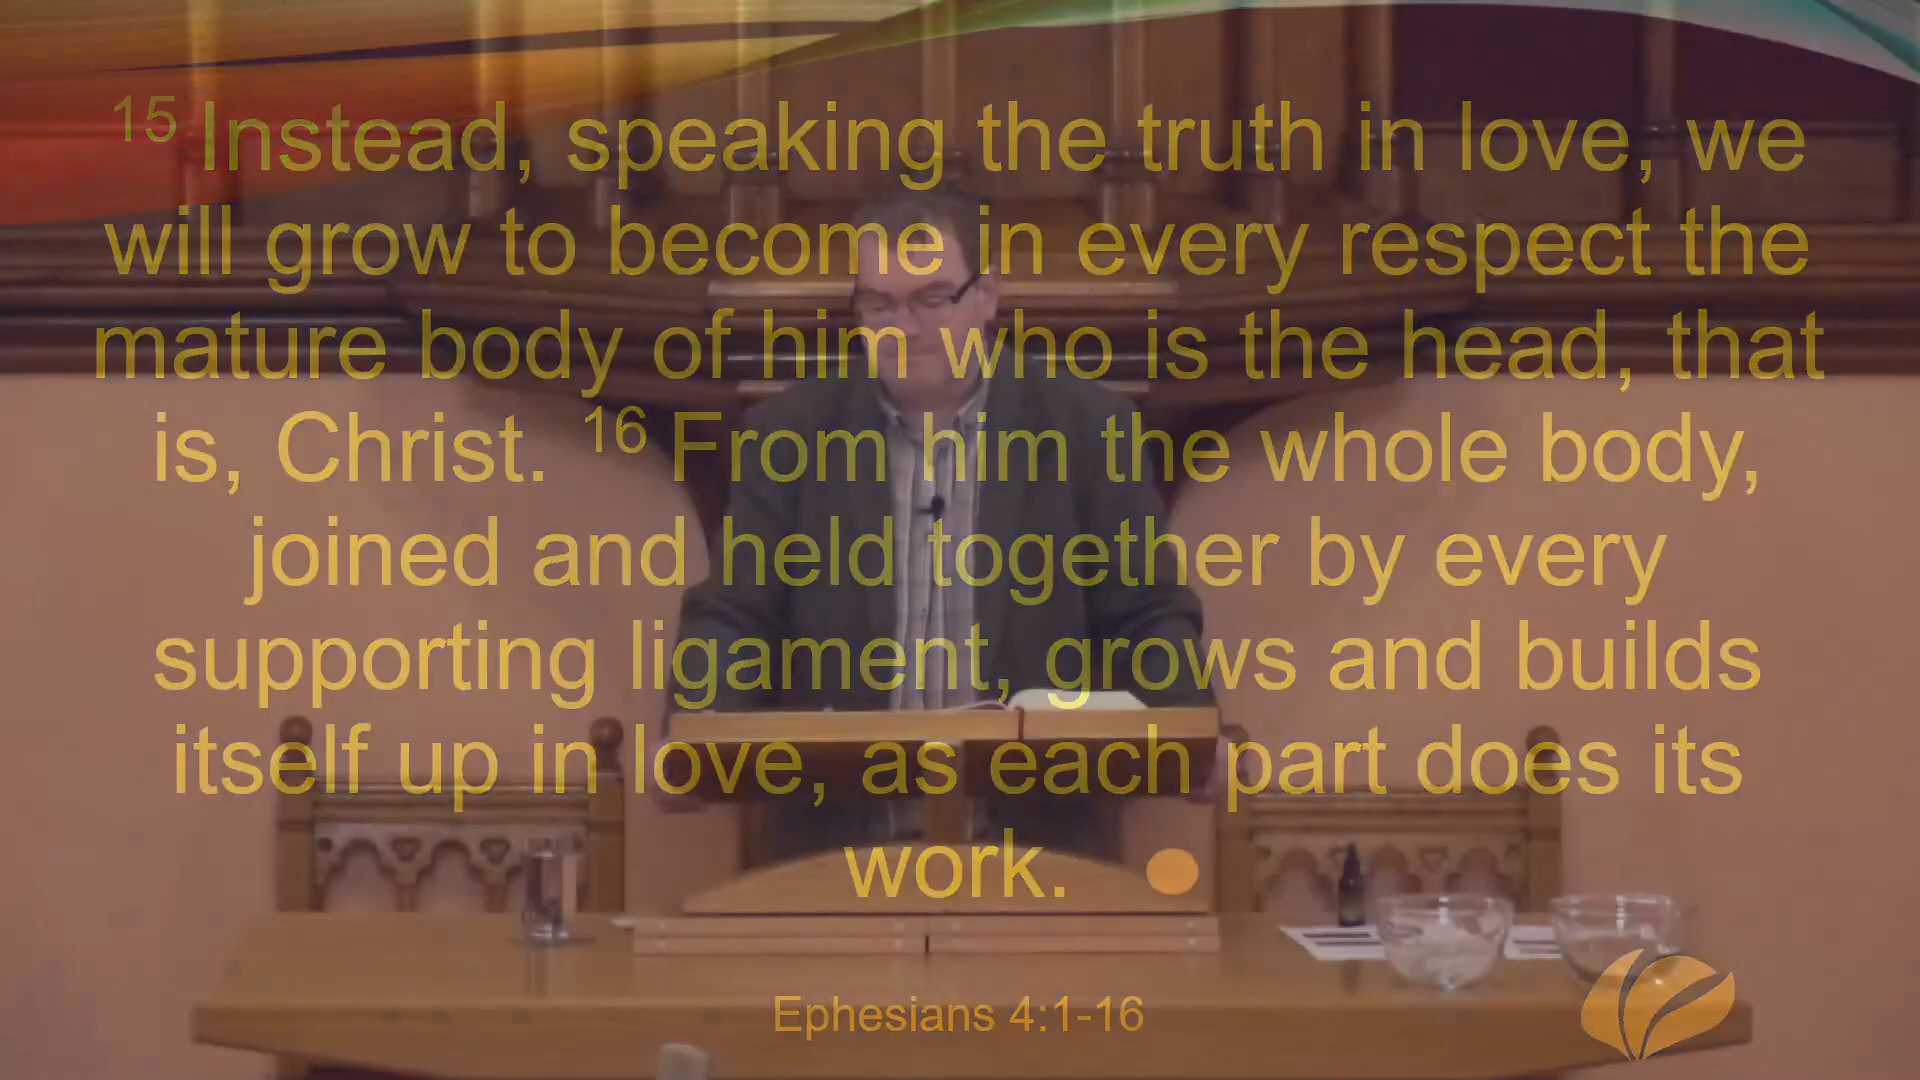 15 Instead, speaking the truth in love, we
will grow to become in every respect the
mature body of him who is the head, that
is, Christ. 16 From him the whole body,
joined and held together by every
supporting ligament, grows and builds
itself up in love, as each part does its
work.
Ephesians 4:1-16